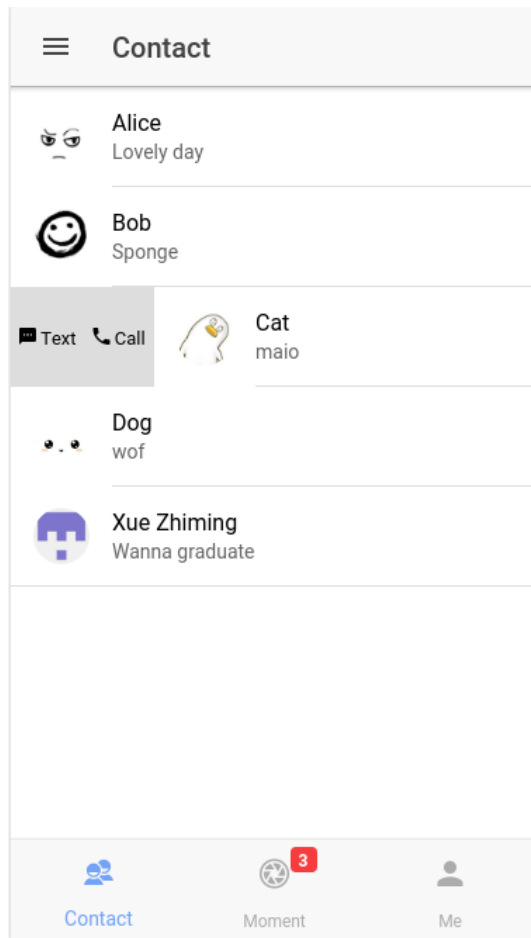 Contact
Alice
Lovely day
Bob
Sponge
Text Call
Cat
maio
Dog
wof
Xue Zhiming
Wanna graduate
3
Contact Moment Me